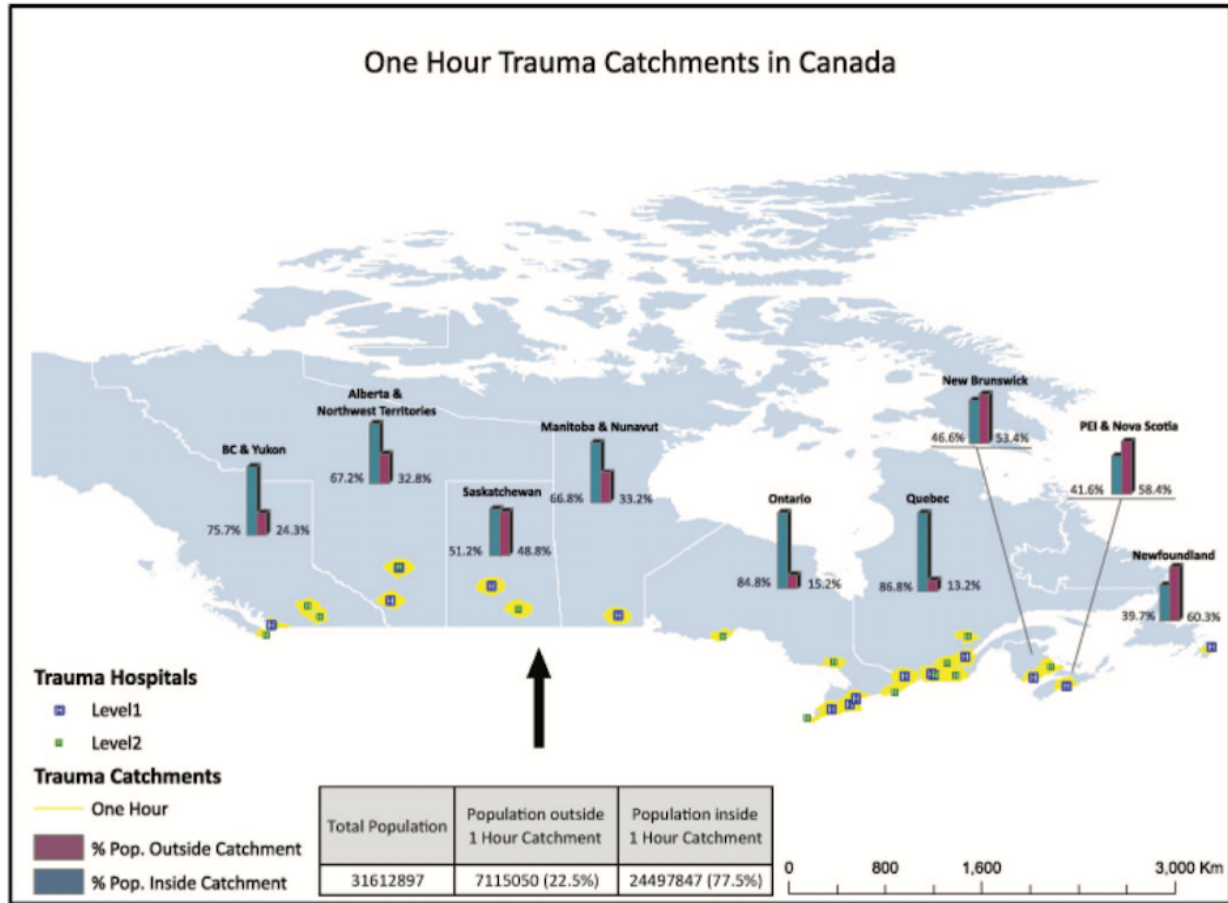 One Hour Trauma Catchments in Canada
New Brunswick
46.6% 53.4%
Alberta &
Northwest Territories
67.2% 32.8%
PEI & Nova Scotia
41.6% 58.4%
Manitoba & Nunavut
66.8% 33.2%
BC & Yukon
75.7% 24.3%
Saskatchewan
51.2% 48.8%
Ontario
84.8% 15.2%
Quebec
86.8% 13.2%
Newfoundland
39.7% 60.3%
Trauma Hospitals
H Level1
H Level2
Trauma Catchments
One Hour
% Pop. Outside Catchment
% Pop. Inside Catchment
Total Population
Population outside
1 Hour Catchment
Population inside
1 Hour Catchment
31612897 7115050 (22.5%) 24497847 (77.5%)
0 800 1,600 3,000 Km